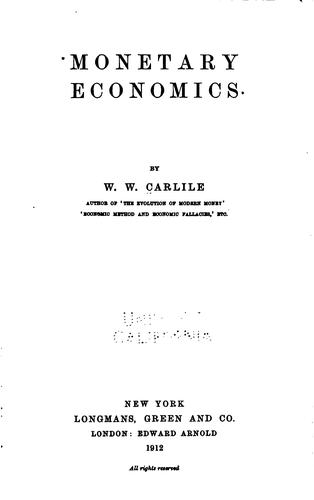 MONETARY
ECONOMICS
BY
W. W. CARLILE
AUTHOR OF 'THE EVOLUTION OF MODERN MONEY'
'ECONOMIC METHOD AND ECONOMIC FALLACIES,' ETC.
CALIFORNIA
NEW YORK
LONGMANS, GREEN AND CO.
LONDON: EDWARD ARNOLD
1912
All rights reserved